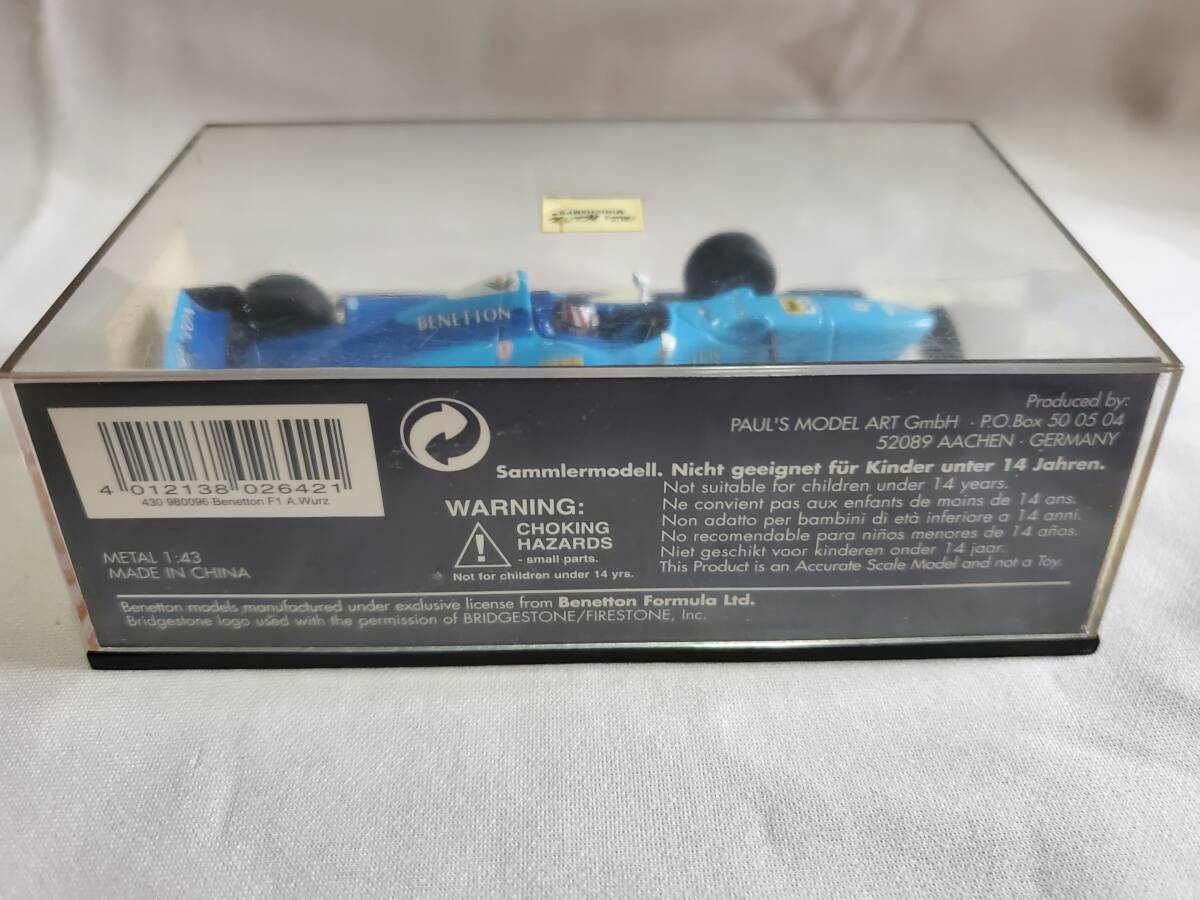 MINICHAMPS
BENETTON
4 012138 026421
430 980096 Benetton F1 A.Wurz
METAL 1:43
MADE IN CHINA
Produced by:
PAUL'S MODEL ART GmbH · P.O.Box 50 05 04
52089 AACHEN · GERMANY
Sammlermodell. Nicht geeignet für Kinder unter 14 Jahren.
Not suitable for children under 14 years.
Ne convient pas aux enfants de moins de 14 ans.
Non adatto per bambini di età inferiore a 14 anni.
No recomendable para niños menores de 14 años.
Niet geschikt voor kinderen onder 14 jaar.
This Product is an Accurate Scale Model and not a Toy.
WARNING:
CHOKING
HAZARDS
- small parts.
Not for children under 14 yrs.
Benetton models manufactured under exclusive license from Benetton Formula Ltd.
Bridgestone logo used with the permission of BRIDGESTONE/FIRESTONE, Inc.